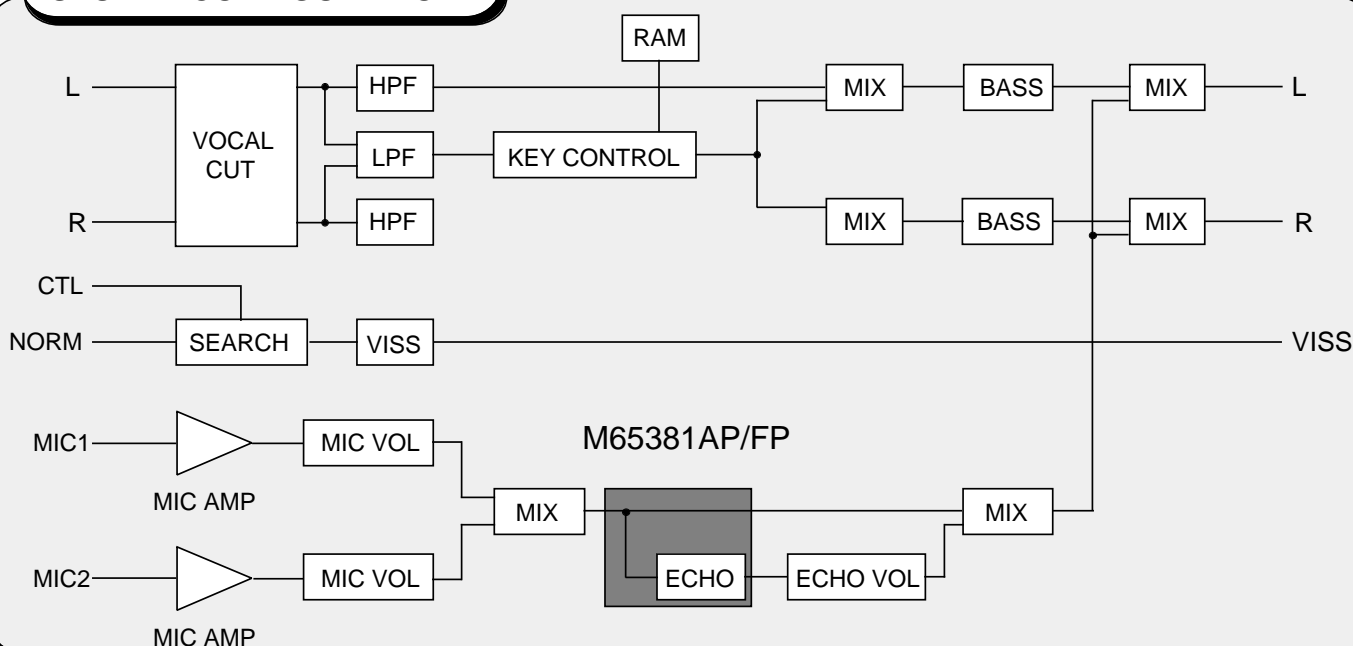 RAM
L HPF MIX BASS MIX L
VOCAL
CUT
LPF KEY CONTROL
R HPF MIX BASS MIX R
CTL
NORM SEARCH VISS VISS
MIC1 MIC VOL M65381AP/FP
MIC AMP
MIX MIX
MIC2 MIC VOL ECHO ECHO VOL
MIC AMP